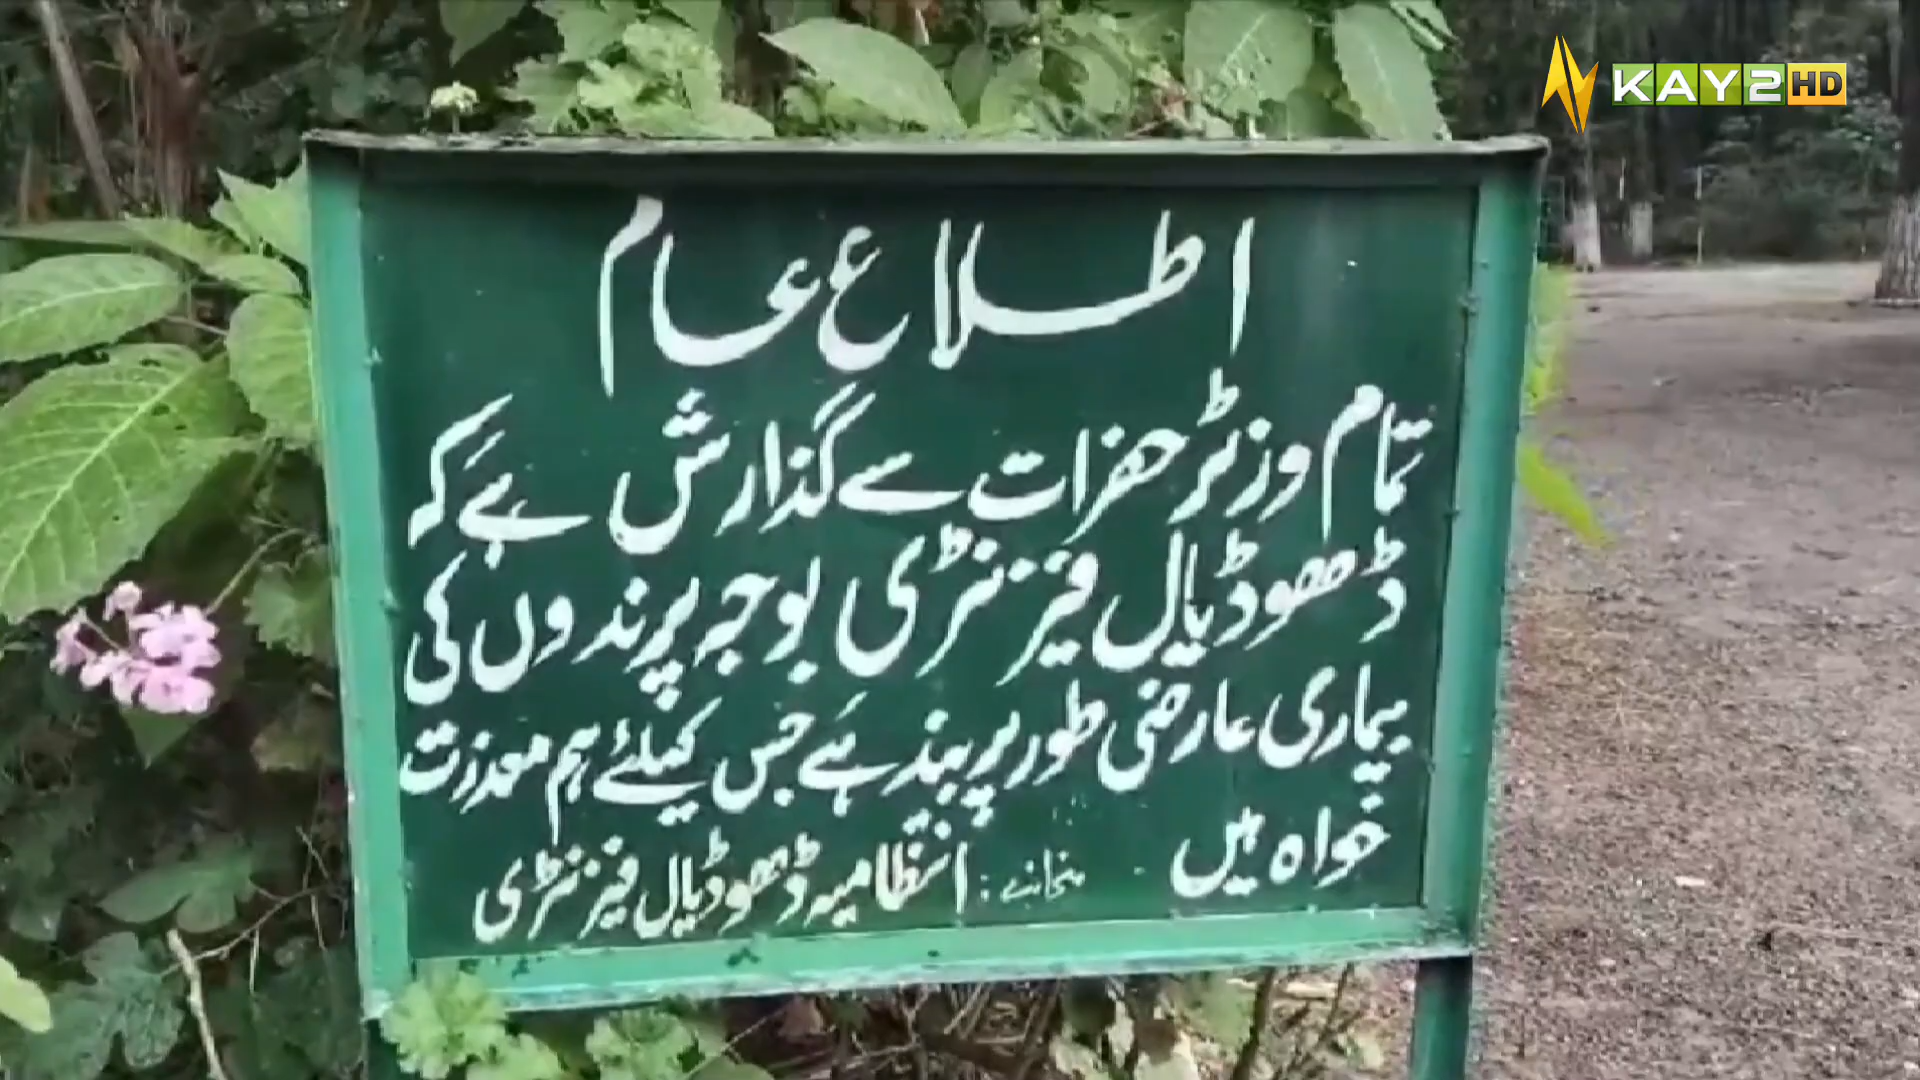 KAY2 HD
اطلاع عام
تمام وزیٹر حضرات سے گذارش ہے کہ
ڈھوڈیال فیزنٹری بوجہ پرندوں کی
بیماری عارضی طور پر بند ہے جس کیلئے ہم معذرت
خواہ ہیں
منجانب: انتظامیہ ڈھوڈیال فیزنٹری